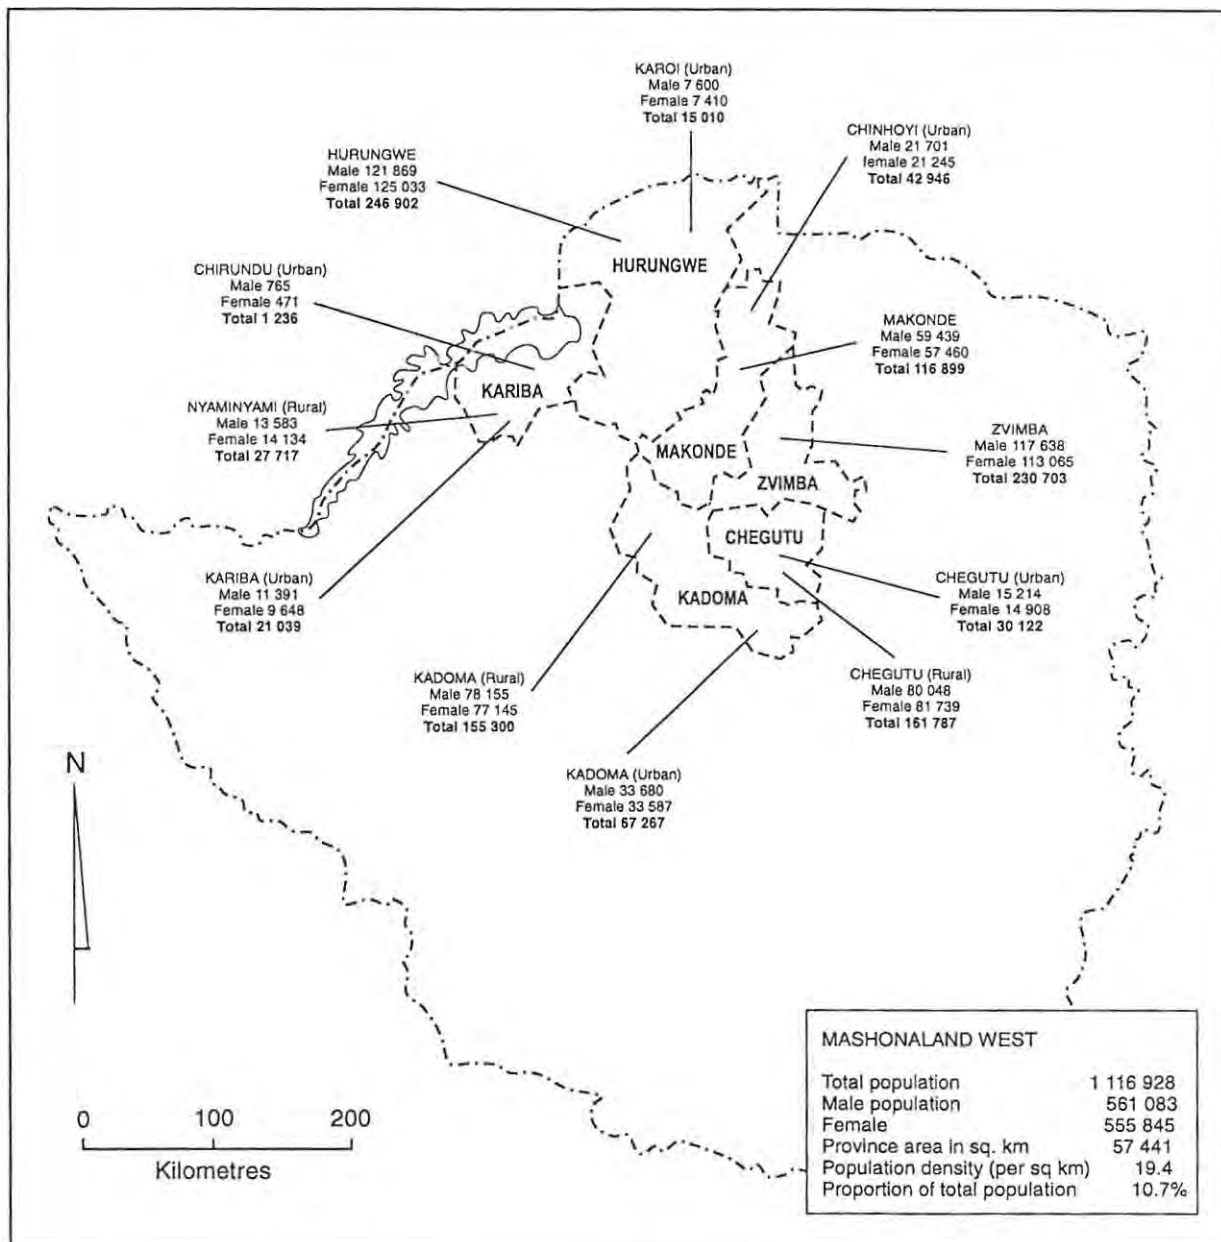 KAROI (Urban)
Male 7 600
Female 7 410
Total 15 010
CHINHOYI (Urban)
Male 21 701
female 21 245
Total 42 946
HURUNGWE
Male 121 869
Female 125 033
Total 246 902
HURUNGWE
CHIRUNDU (Urban)
Male 765
Female 471
Total 1 236
MAKONDE
Male 59 439
Female 57 460
Total 116 899
KARIBA
NYAMINYAMI (Rural)
Male 13 583
Female 14 134
Total 27 717
MAKONDE
ZVIMBA
Male 117 638
Female 113 065
Total 230 703
ZVIMBA
CHEGUTU
KARIBA (Urban)
Male 11 391
Female 9 648
Total 21 039
KADOMA
CHEGUTU (Urban)
Male 15 214
Female 14 908
Total 30 122
KADOMA (Rural)
Male 78 155
Female 77 145
Total 155 300
CHEGUTU (Rural)
Male 80 048
Female 81 739
Total 161 787
KADOMA (Urban)
Male 33 680
Female 33 587
Total 67 267
N
0 100 200
Kilometres
MASHONALAND WEST
Total population 1 116 928
Male population 561 083
Female 555 845
Province area in sq. km 57 441
Population density (per sq km) 19.4
Proportion of total population 10.7%